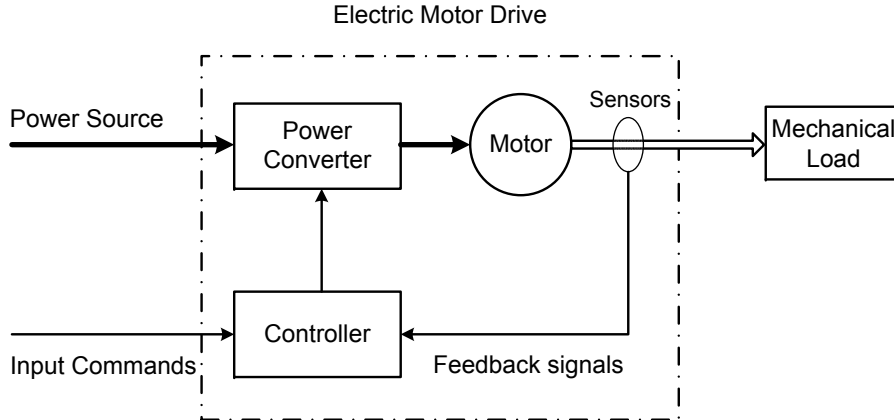 Electric Motor Drive
Power Source
Power
Converter
Motor
Sensors
Mechanical
Load
Controller
Input Commands
Feedback signals